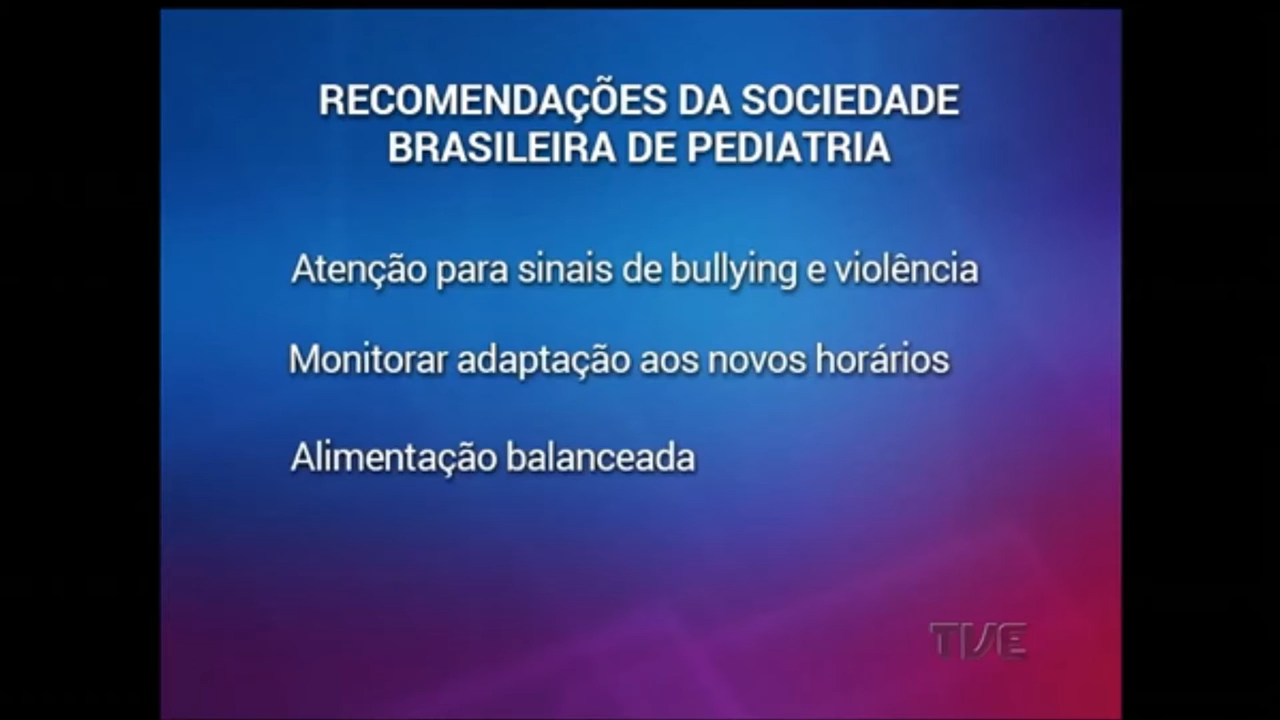 RECOMENDAÇÕES DA SOCIEDADE
BRASILEIRA DE PEDIATRIA
Atenção para sinais de bullying e violência
Monitorar adaptação aos novos horários
Alimentação balanceada
TVE